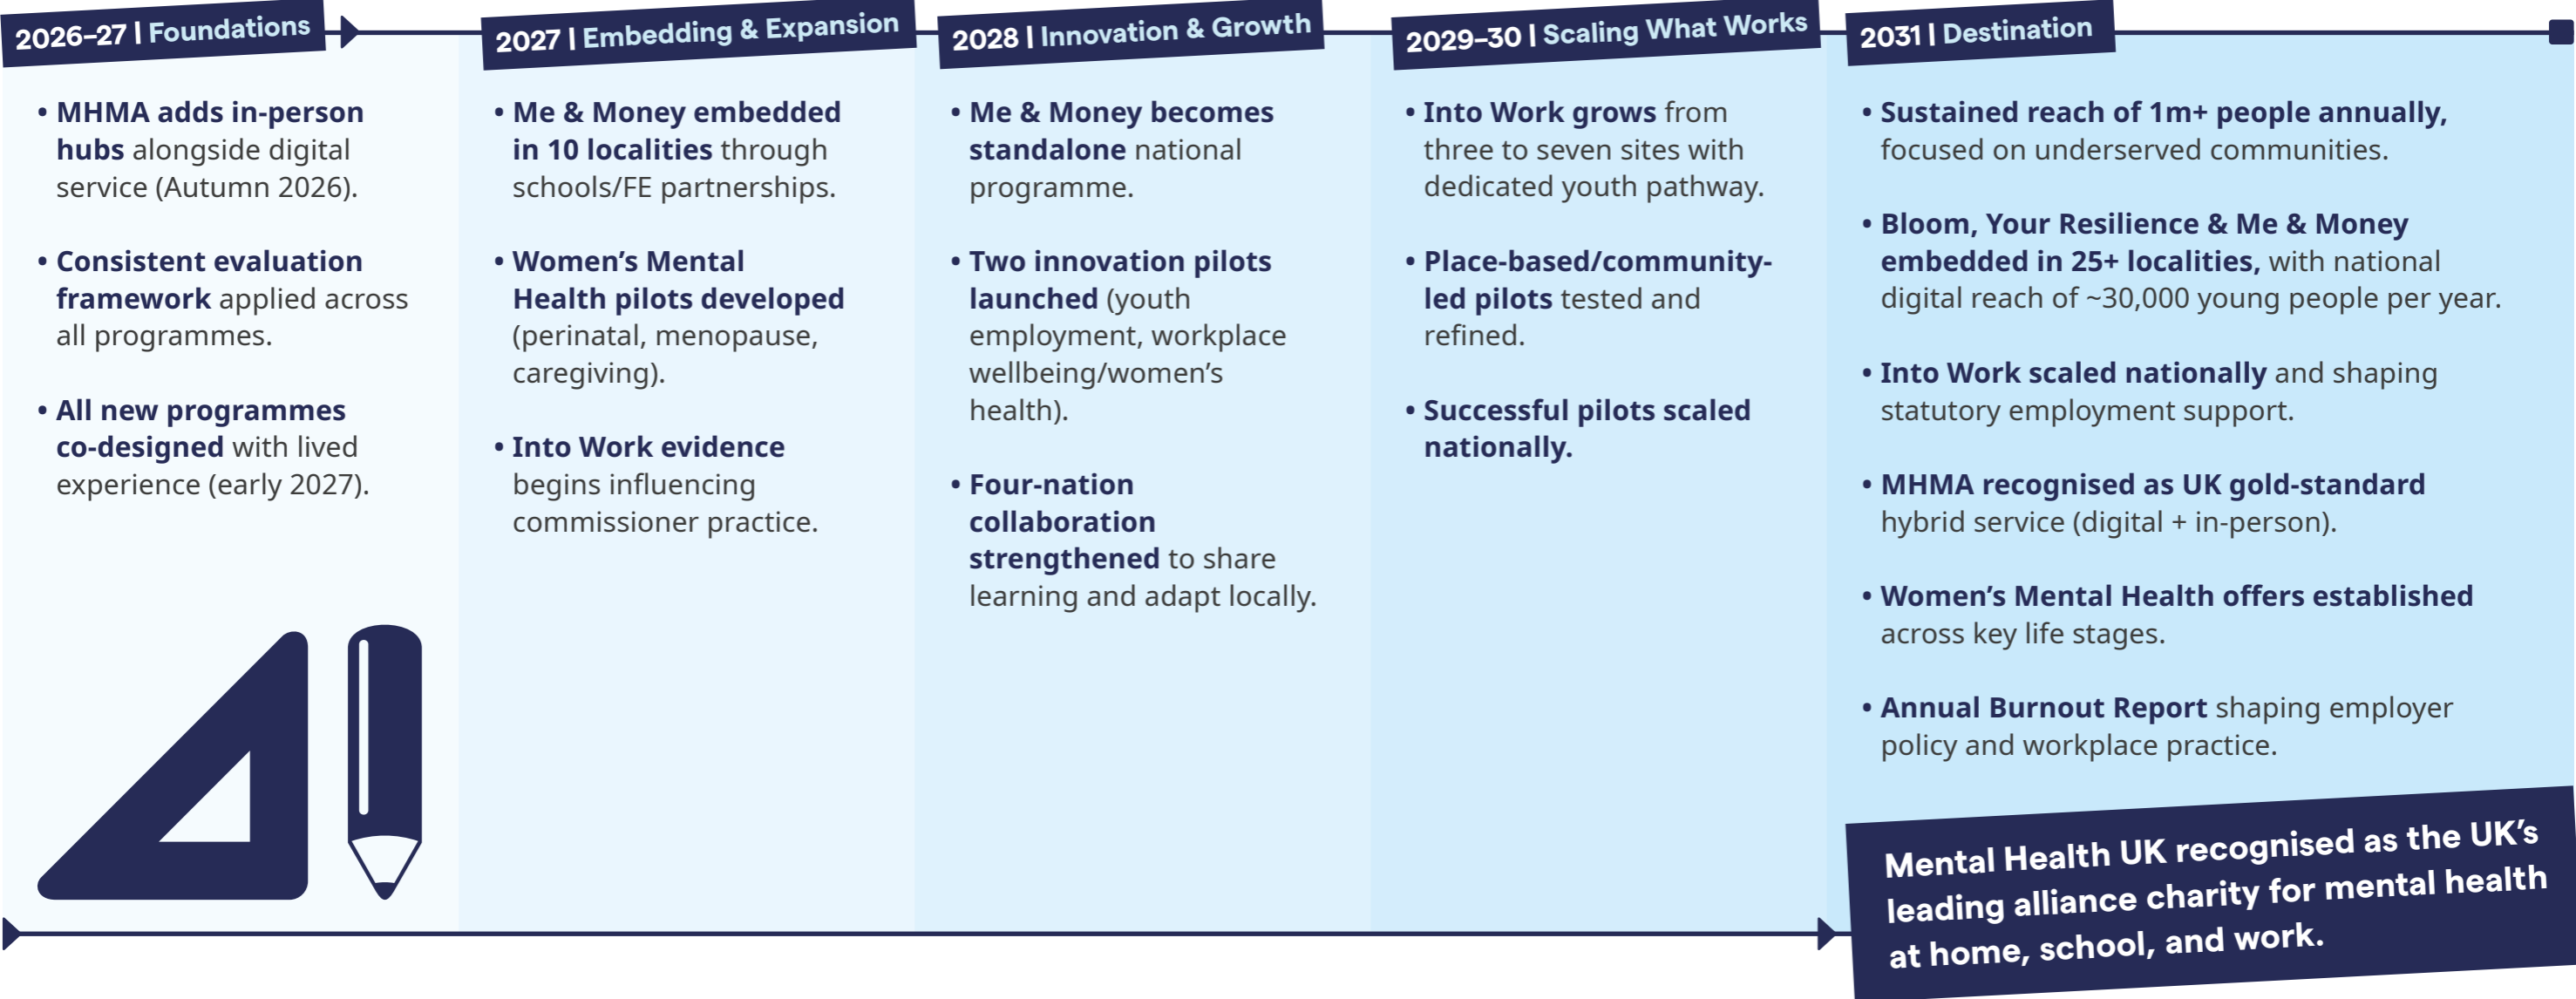 2026–27 | Foundations
• MHMA adds in-person
hubs alongside digital
service (Autumn 2026).
• Consistent evaluation
framework applied across
all programmes.
• All new programmes
co-designed with lived
experience (early 2027).
2027 | Embedding & Expansion
• Me & Money embedded
in 10 localities through
schools/FE partnerships.
• Women’s Mental
Health pilots developed
(perinatal, menopause,
caregiving).
• Into Work evidence
begins influencing
commissioner practice.
2028 | Innovation & Growth
• Me & Money becomes
standalone national
programme.
• Two innovation pilots
launched (youth
employment, workplace
wellbeing/women’s
health).
• Four-nation
collaboration
strengthened to share
learning and adapt locally.
2029–30 | Scaling What Works
• Into Work grows from
three to seven sites with
dedicated youth pathway.
• Place-based/community-
led pilots tested and
refined.
• Successful pilots scaled
nationally.
2031 | Destination
• Sustained reach of 1m+ people annually,
focused on underserved communities.
• Bloom, Your Resilience & Me & Money
embedded in 25+ localities, with national
digital reach of ~30,000 young people per year.
• Into Work scaled nationally and shaping
statutory employment support.
• MHMA recognised as UK gold-standard
hybrid service (digital + in-person).
• Women’s Mental Health offers established
across key life stages.
• Annual Burnout Report shaping employer
policy and workplace practice.
Mental Health UK recognised as the UK’s
leading alliance charity for mental health
at home, school, and work.